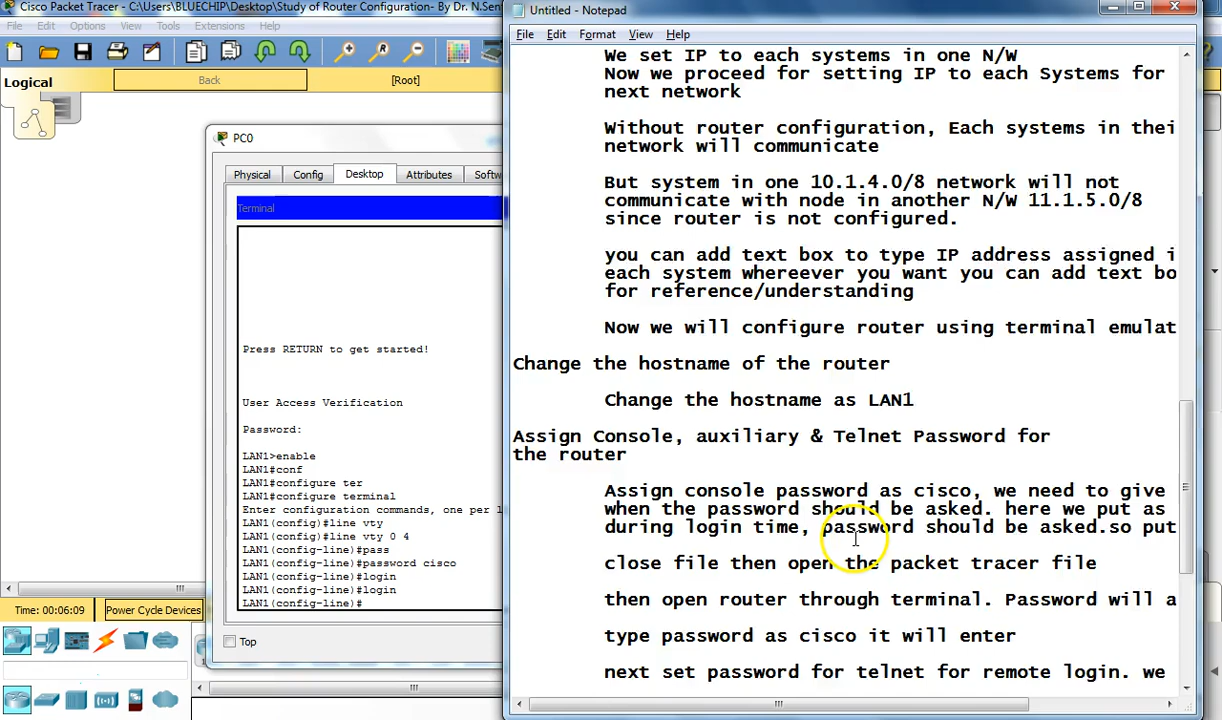 Cisco Packet Tracer - C:\Users\BLUECHIP\Desktop\Study of Router Configuration- By Dr. N.Seni
File Edit Options View Tools Extensions
Logical
Back
[Root]
PC0
Physical Config Desktop Attributes Softw
Terminal
Press RETURN to get started!
User Access Verification
Password:
LAN1>enable
LAN1#conf
LAN1#configure ter
LAN1#configure terminal
Enter configuration commands, one per l
LAN1(config)#line vty
LAN1(config)#line vty 0 4
LAN1(config-line)#pass
LAN1(config-line)#password cisco
LAN1(config-line)#login
LAN1(config-line)#login
LAN1(config-line)#
Top
Time: 00:06:09 Power Cycle Devices
Untitled - Notepad
File Edit Format View Help
We set IP to each systems in one N/W
Now we proceed for setting IP to each Systems for
next network
Without router configuration, Each systems in thei
network will communicate
But system in one 10.1.4.0/8 network will not
communicate with node in another N/W 11.1.5.0/8
since router is not configured.
you can add text box to type IP address assigned i
each system whereever you want you can add text bo
for reference/understanding
Now we will configure router using terminal emulat
Change the hostname of the router
Change the hostname as LAN1
Assign Console, auxiliary & Telnet Password for
the router
Assign console password as cisco, we need to give
when the password should be asked. here we put as
during login time, password should be asked.so put
close file then open the packet tracer file
then open router through terminal. Password will a
type password as cisco it will enter
next set password for telnet for remote login. we